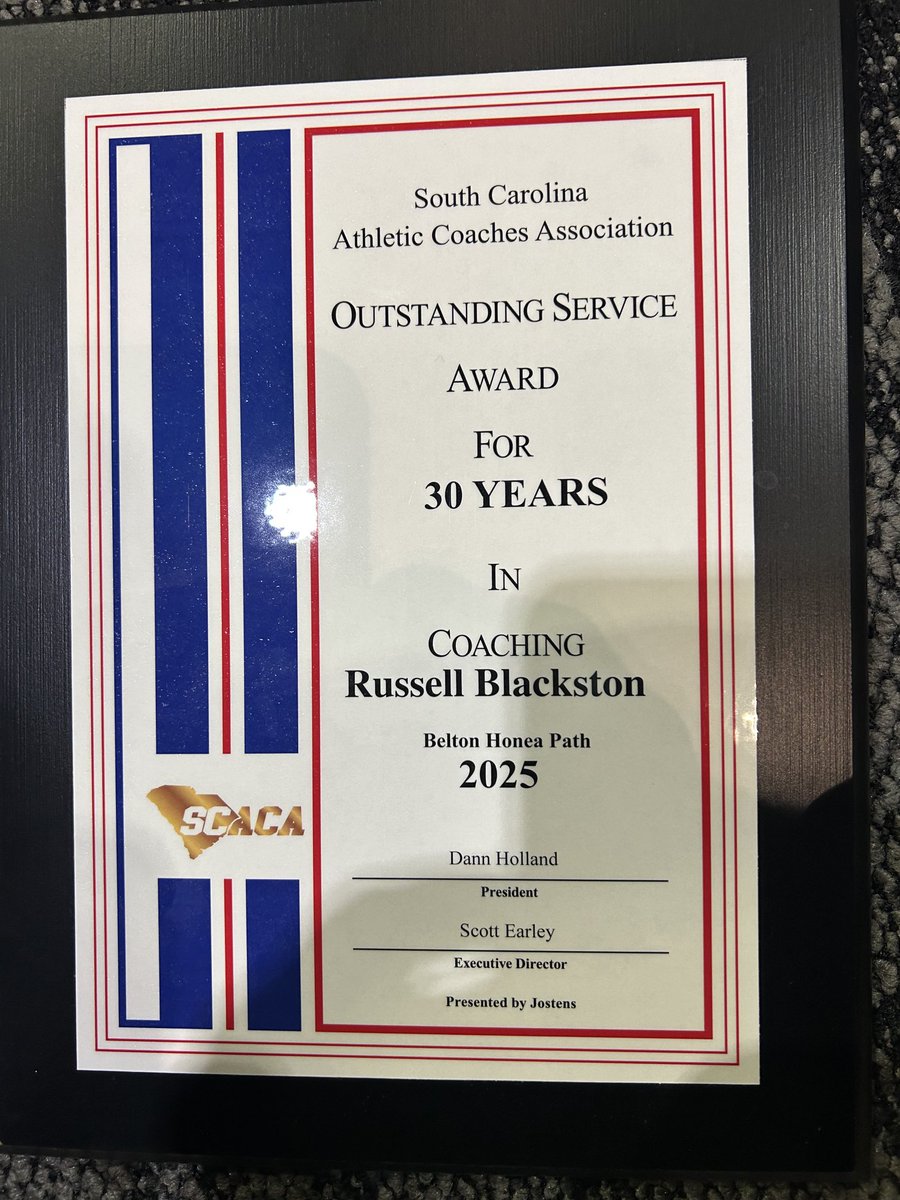 South Carolina
Athletic Coaches Association
OUTSTANDING SERVICE
AWARD
FOR
30 YEARS
IN
COACHING
Russell Blackston
Belton Honea Path
2025
SCACA
Dann Holland
President
Scott Earley
Executive Director
Presented by Jostens